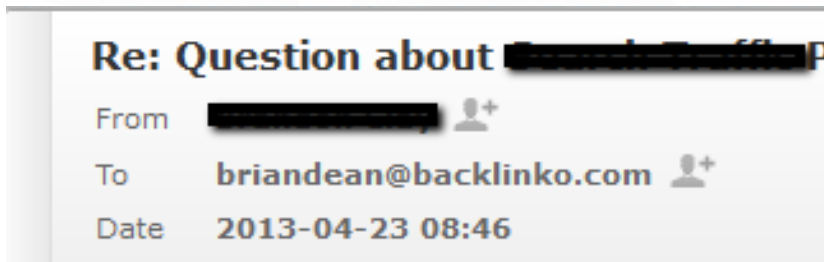 Re: Question about
From
To briandean@backlinko.com
Date 2013-04-23 08:46